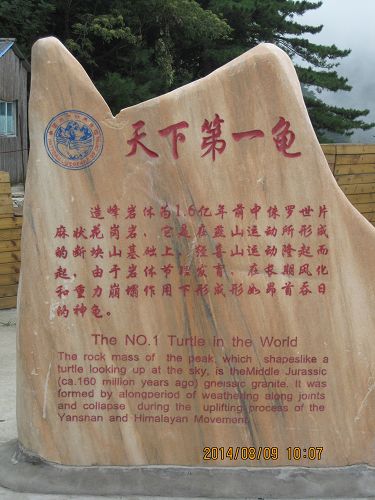 天下第一龟
造峰岩体为1.6亿年前中侏罗世片
麻状花岗岩，它是在燕山运动所形成
的断块山基础上，经喜山运动隆起而
起，由于岩体节理发育，在长期风化
和重力崩塌作用下形成形如昂首吞日
的神龟。
The NO.1 Turtle in the World
The rock mass of the peak, which shapeslike a
turtle looking up at the sky, is theMiddle Jurassic
(ca.160 million years ago) gneissic granite. It was
formed by alongperiod of weathering along joints
and collapse during the uplifting process of the
Yanshan and Himalayan Movement.
2014/08/09 10:07